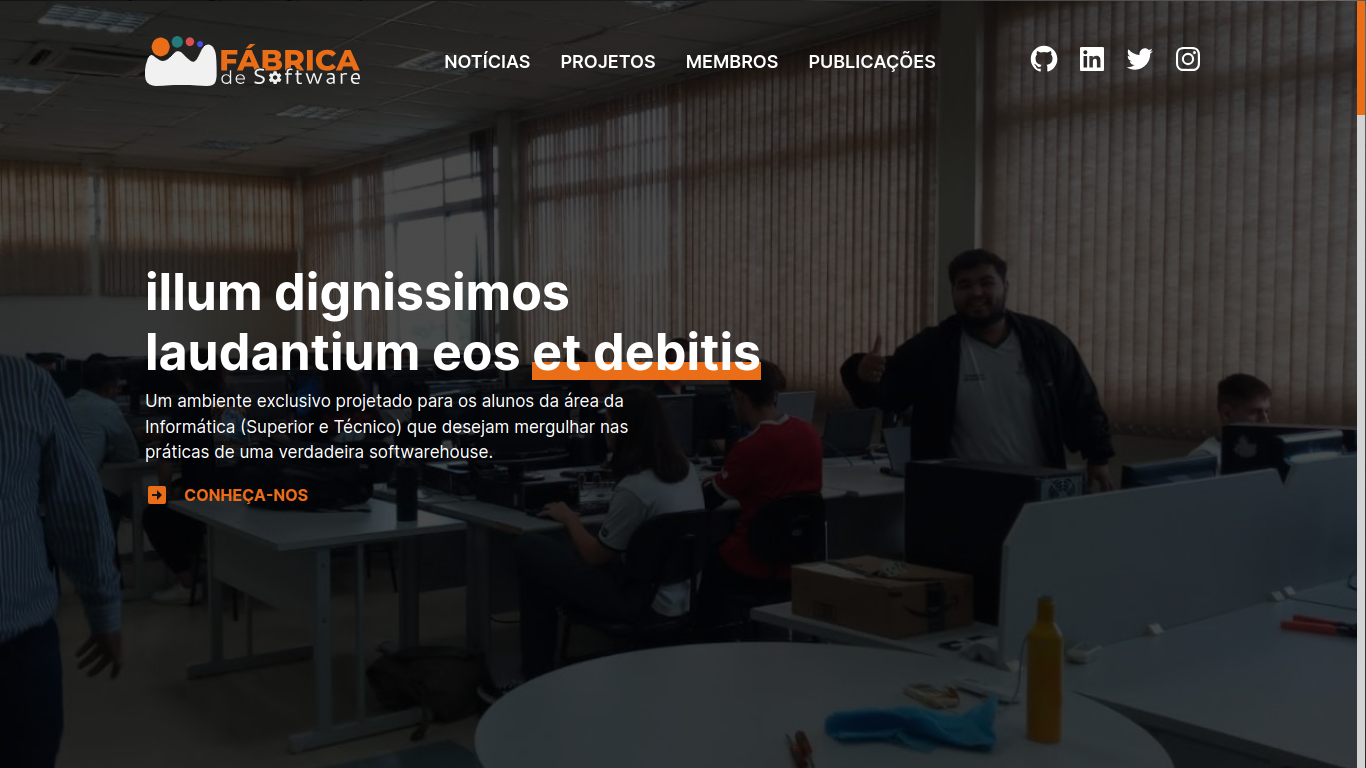 FÁBRICA
de Software
NOTÍCIAS PROJETOS MEMBROS PUBLICAÇÕES
illum dignissimos
laudantium eos et debitis
Um ambiente exclusivo projetado para os alunos da área da
Informática (Superior e Técnico) que desejam mergulhar nas
práticas de uma verdadeira softwarehouse.
CONHEÇA-NOS